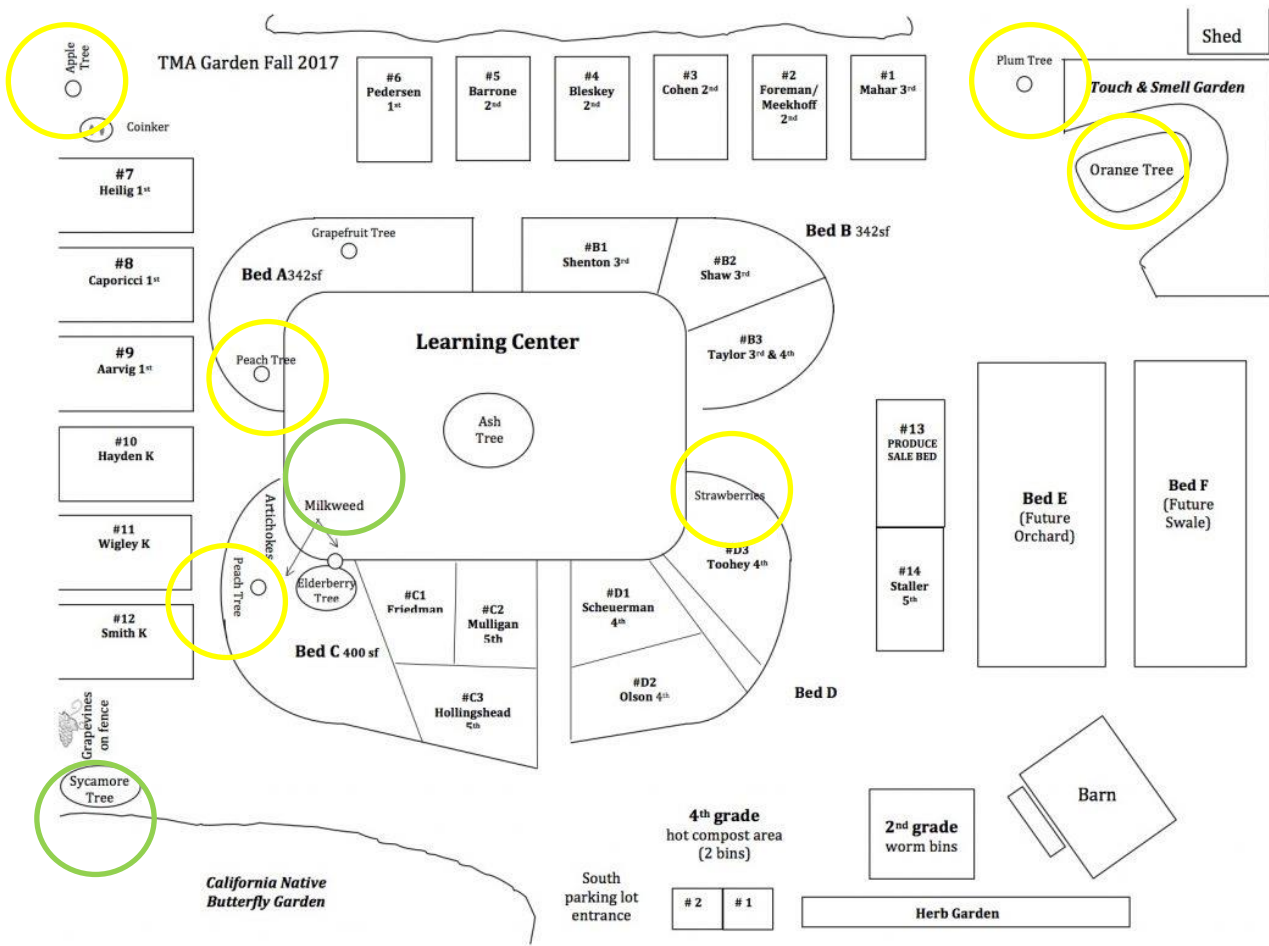 Apple
Tree
TMA Garden Fall 2017
Coinker
#6
Pedersen
1st
#5
Barrone
2nd
#4
Bleskey
2nd
#3
Cohen 2nd
#2
Foreman/
Meekhoff
2nd
#1
Mahar 3rd
Plum Tree
Shed
Touch & Smell Garden
Orange Tree
#7
Heilig 1st
#8
Caporicci 1st
#9
Aarvig 1st
#10
Hayden K
#11
Wigley K
#12
Smith K
Grapefruit Tree
Bed A 342sf
Peach Tree
#B1
Shenton 3rd
#B2
Shaw 3rd
Bed B 342sf
#B3
Taylor 3rd & 4th
Learning Center
Ash
Tree
Milkweed
Artichokes
Peach Tree
Elderberry
Tree
Bed C 400 sf
#C1
Friedman
#C2
Mulligan
5th
#C3
Hollingshead
5th
Strawberries
#D3
Toohey 4th
#D1
Scheuerman
4th
#D2
Olson 4th
Bed D
#13
PRODUCE
SALE BED
#14
Staller
5th
Bed E
(Future
Orchard)
Bed F
(Future
Swale)
Grapevines
on fence
Sycamore
Tree
California Native
Butterfly Garden
South
parking lot
entrance
4th grade
hot compost area
(2 bins)
# 2
# 1
2nd grade
worm bins
Barn
Herb Garden